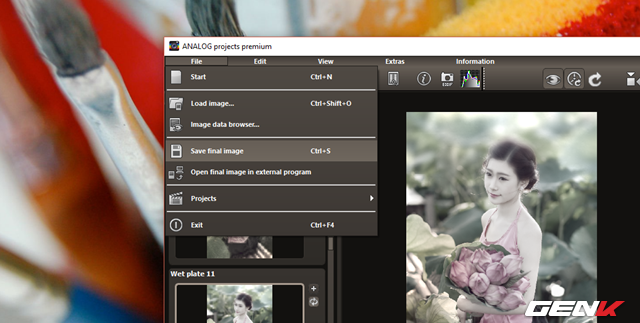 ANALOG projects premium
File Edit View Extras Information
Start Ctrl+N
Load image... Ctrl+Shift+O
Image data browser...
Save final image Ctrl+S
Open final image in external program
Projects
Exit Ctrl+F4
Wet plate 11
GENK